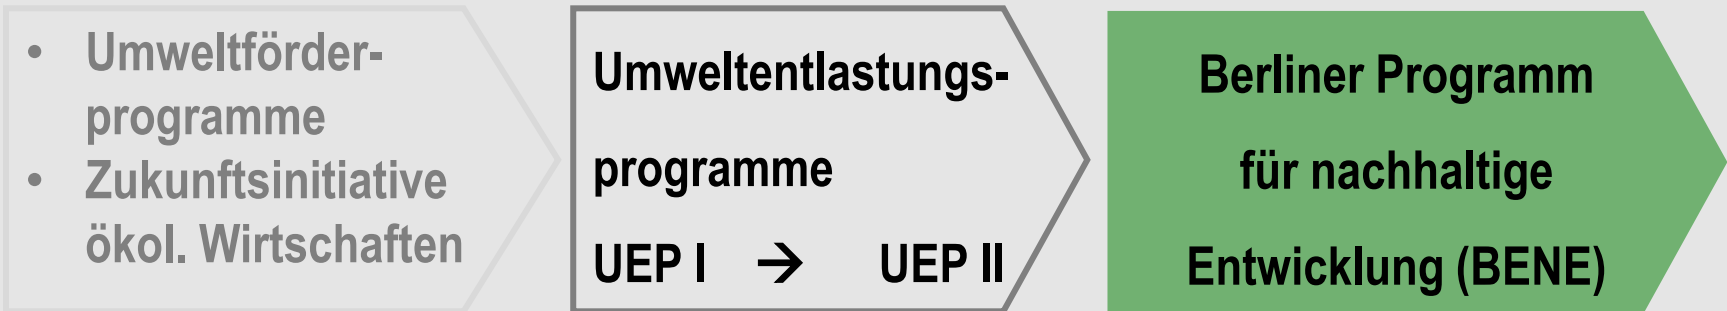 • Umweltförder-
programme
• Zukunftsinitiative
ökol. Wirtschaften
Umweltentlastungs-
programme
UEP I → UEP II
Berliner Programm
für nachhaltige
Entwicklung (BENE)